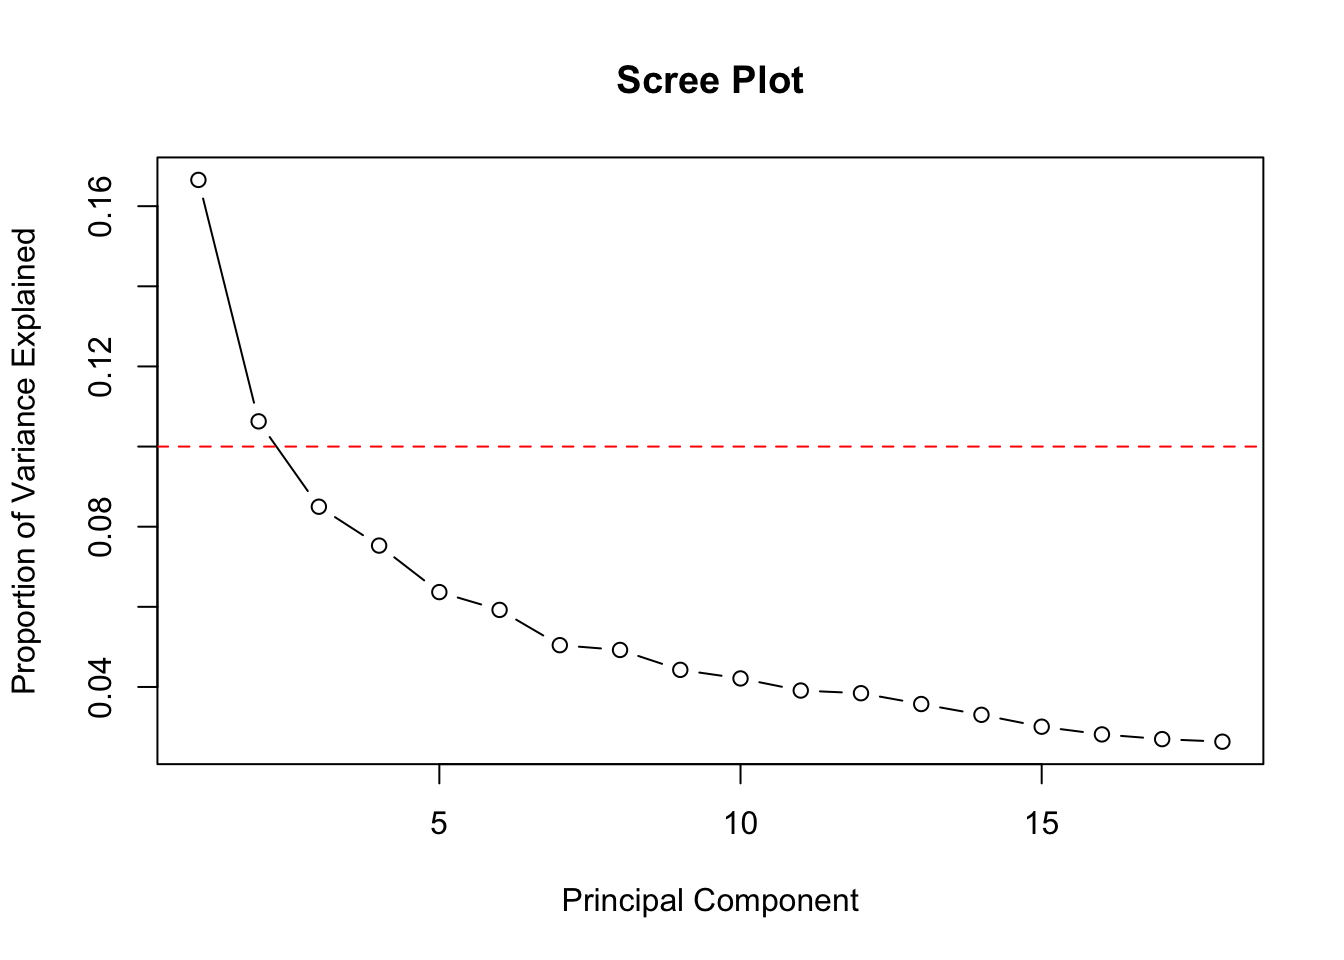 Scree Plot
Proportion of Variance Explained
0.16
0.12
0.08
0.04
5 10 15
Principal Component